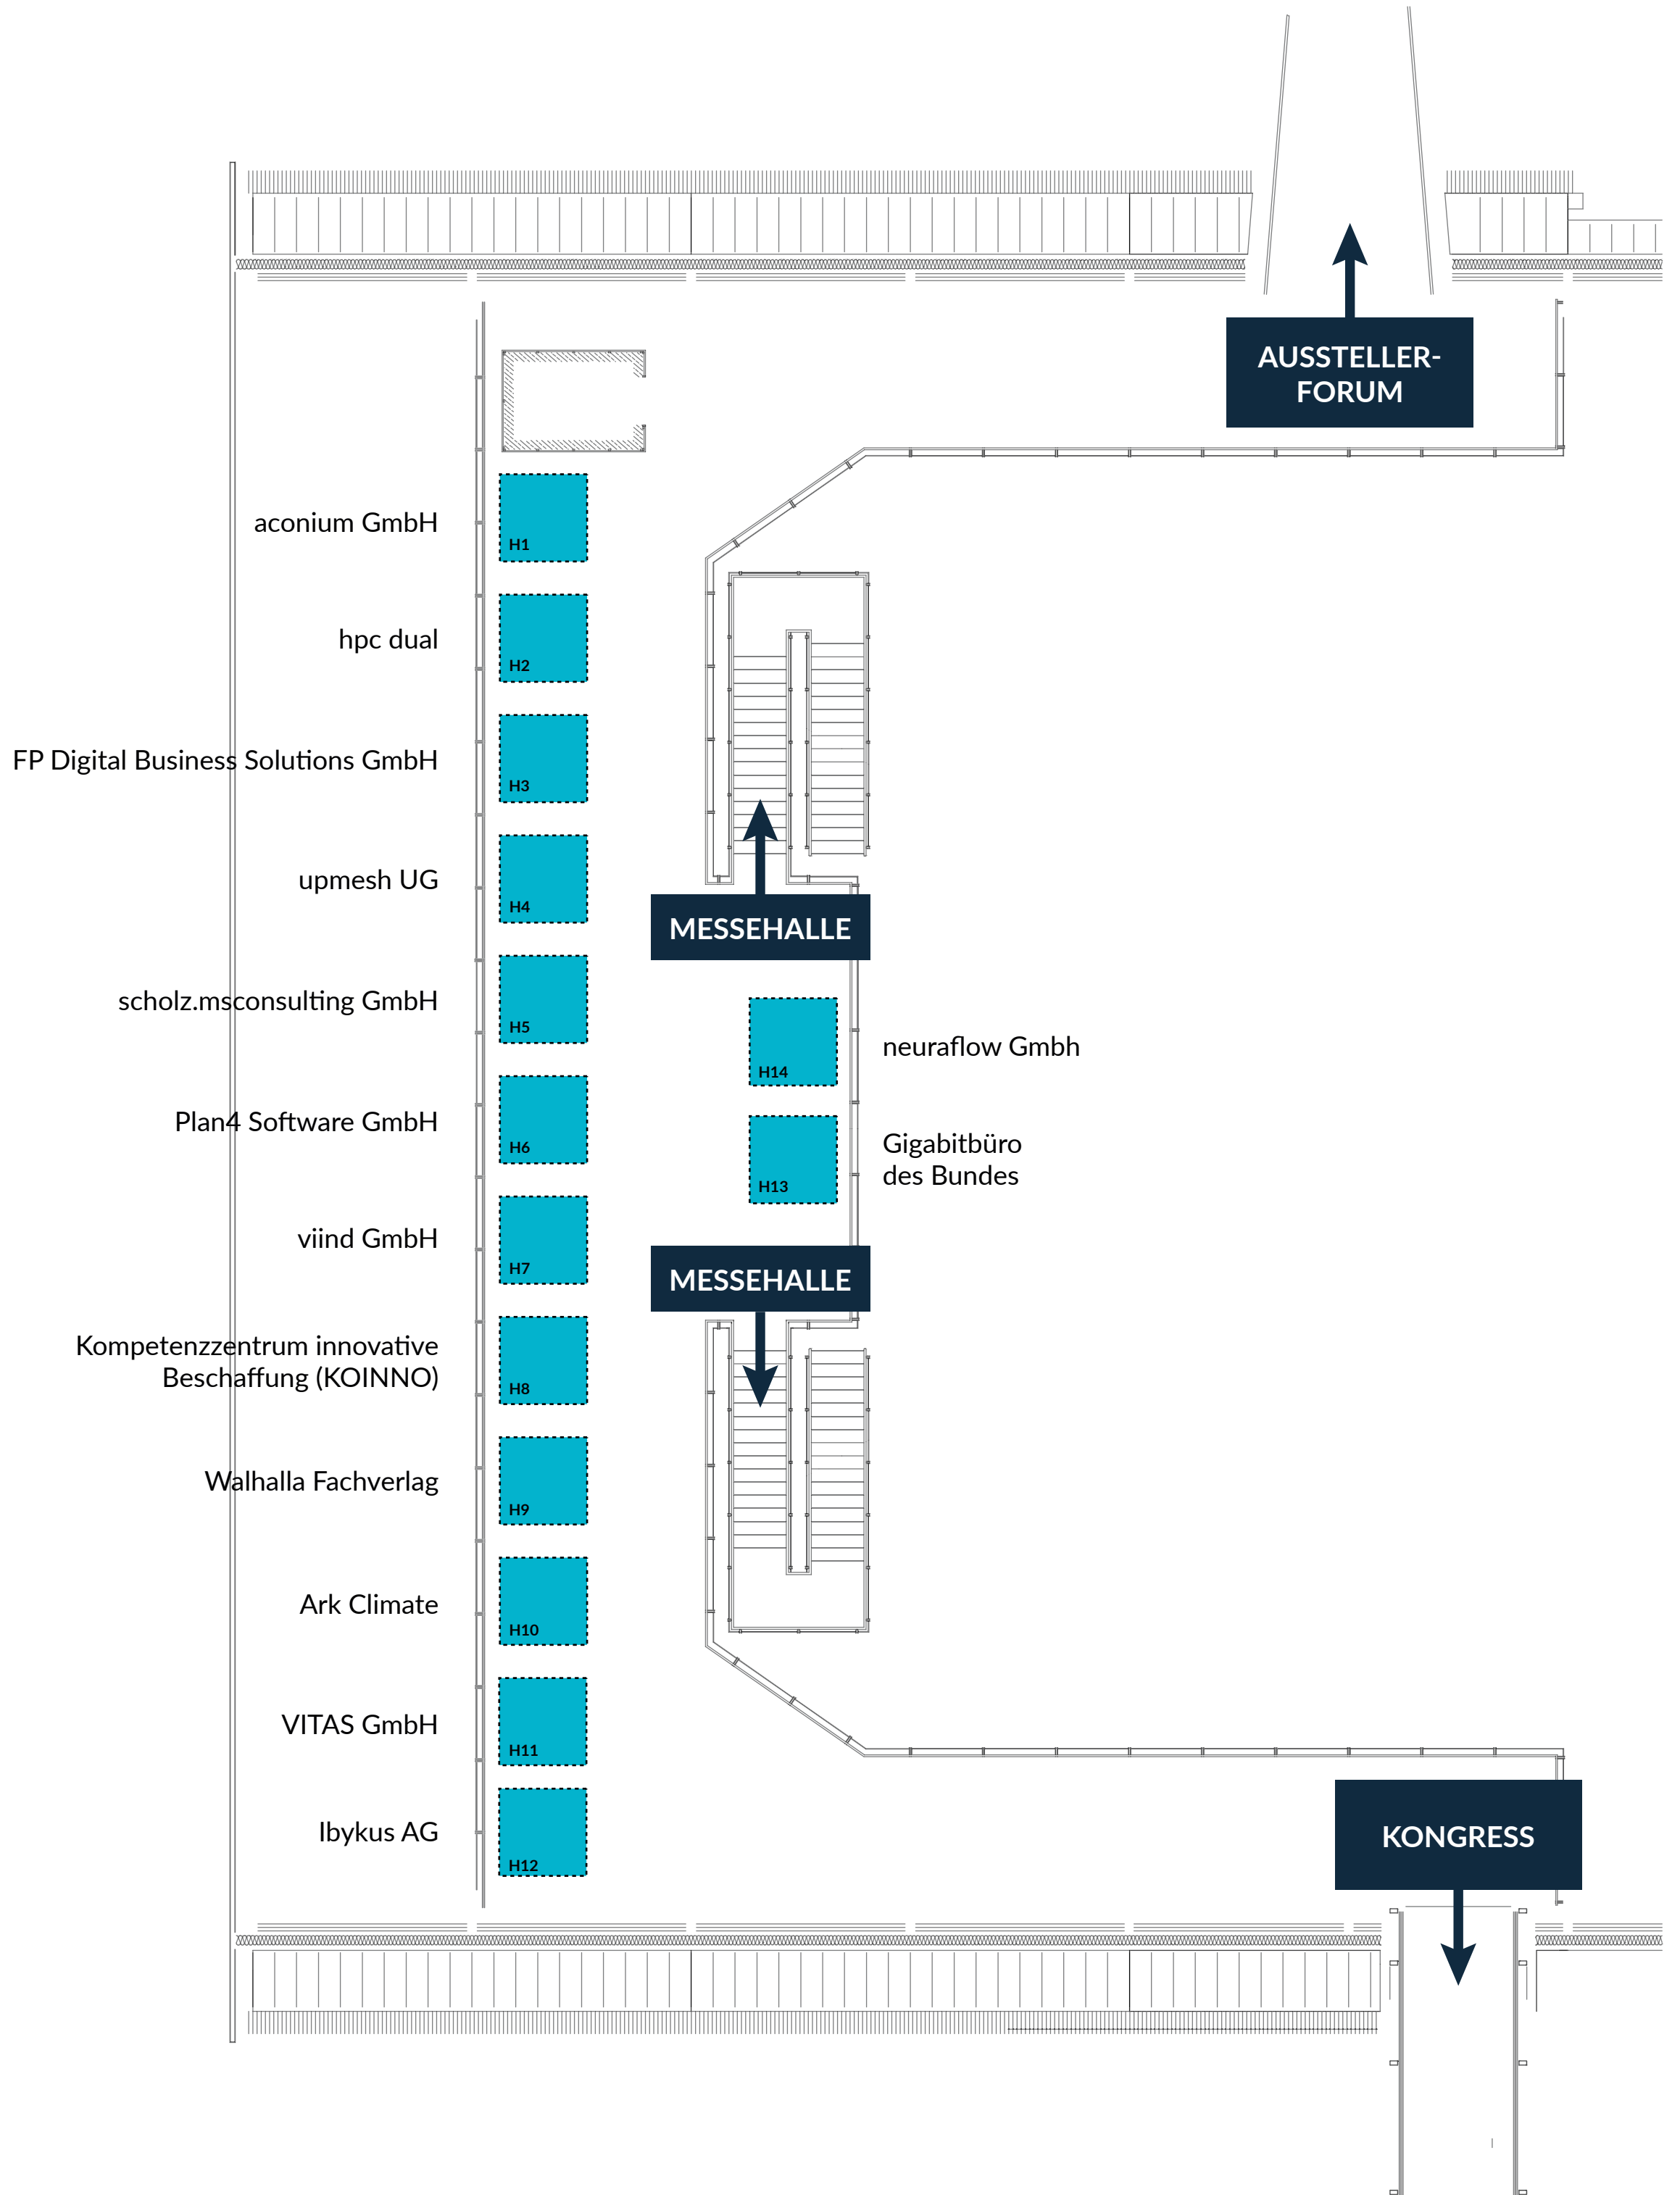 AUSSTELLER-
FORUM
aconium GmbH
H1
hpc dual
H2
FP Digital Business Solutions GmbH
H3
upmesh UG
H4
MESSEHALLE
scholz.msconsulting GmbH
H5
neuraflow Gmbh
H14
Plan4 Software GmbH
H6
Gigabitbüro
des Bundes
H13
viind GmbH
H7
MESSEHALLE
Kompetenzzentrum innovative
Beschaffung (KOINNO)
H8
Walhalla Fachverlag
H9
Ark Climate
H10
VITAS GmbH
H11
Ibykus AG
H12
KONGRESS